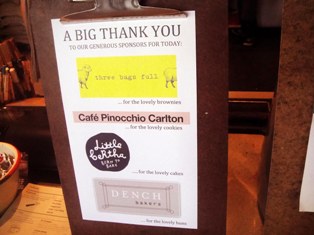 A BIG THANK YOU
TO OUR GENEROUS SPONSORS FOR TODAY:
three bags full
... for the lovely brownies
Café Pinocchio Carlton
... for the lovely cookies
Little
bertha
... for the lovely cakes
DENCH
BAKERS
... for the lovely buns